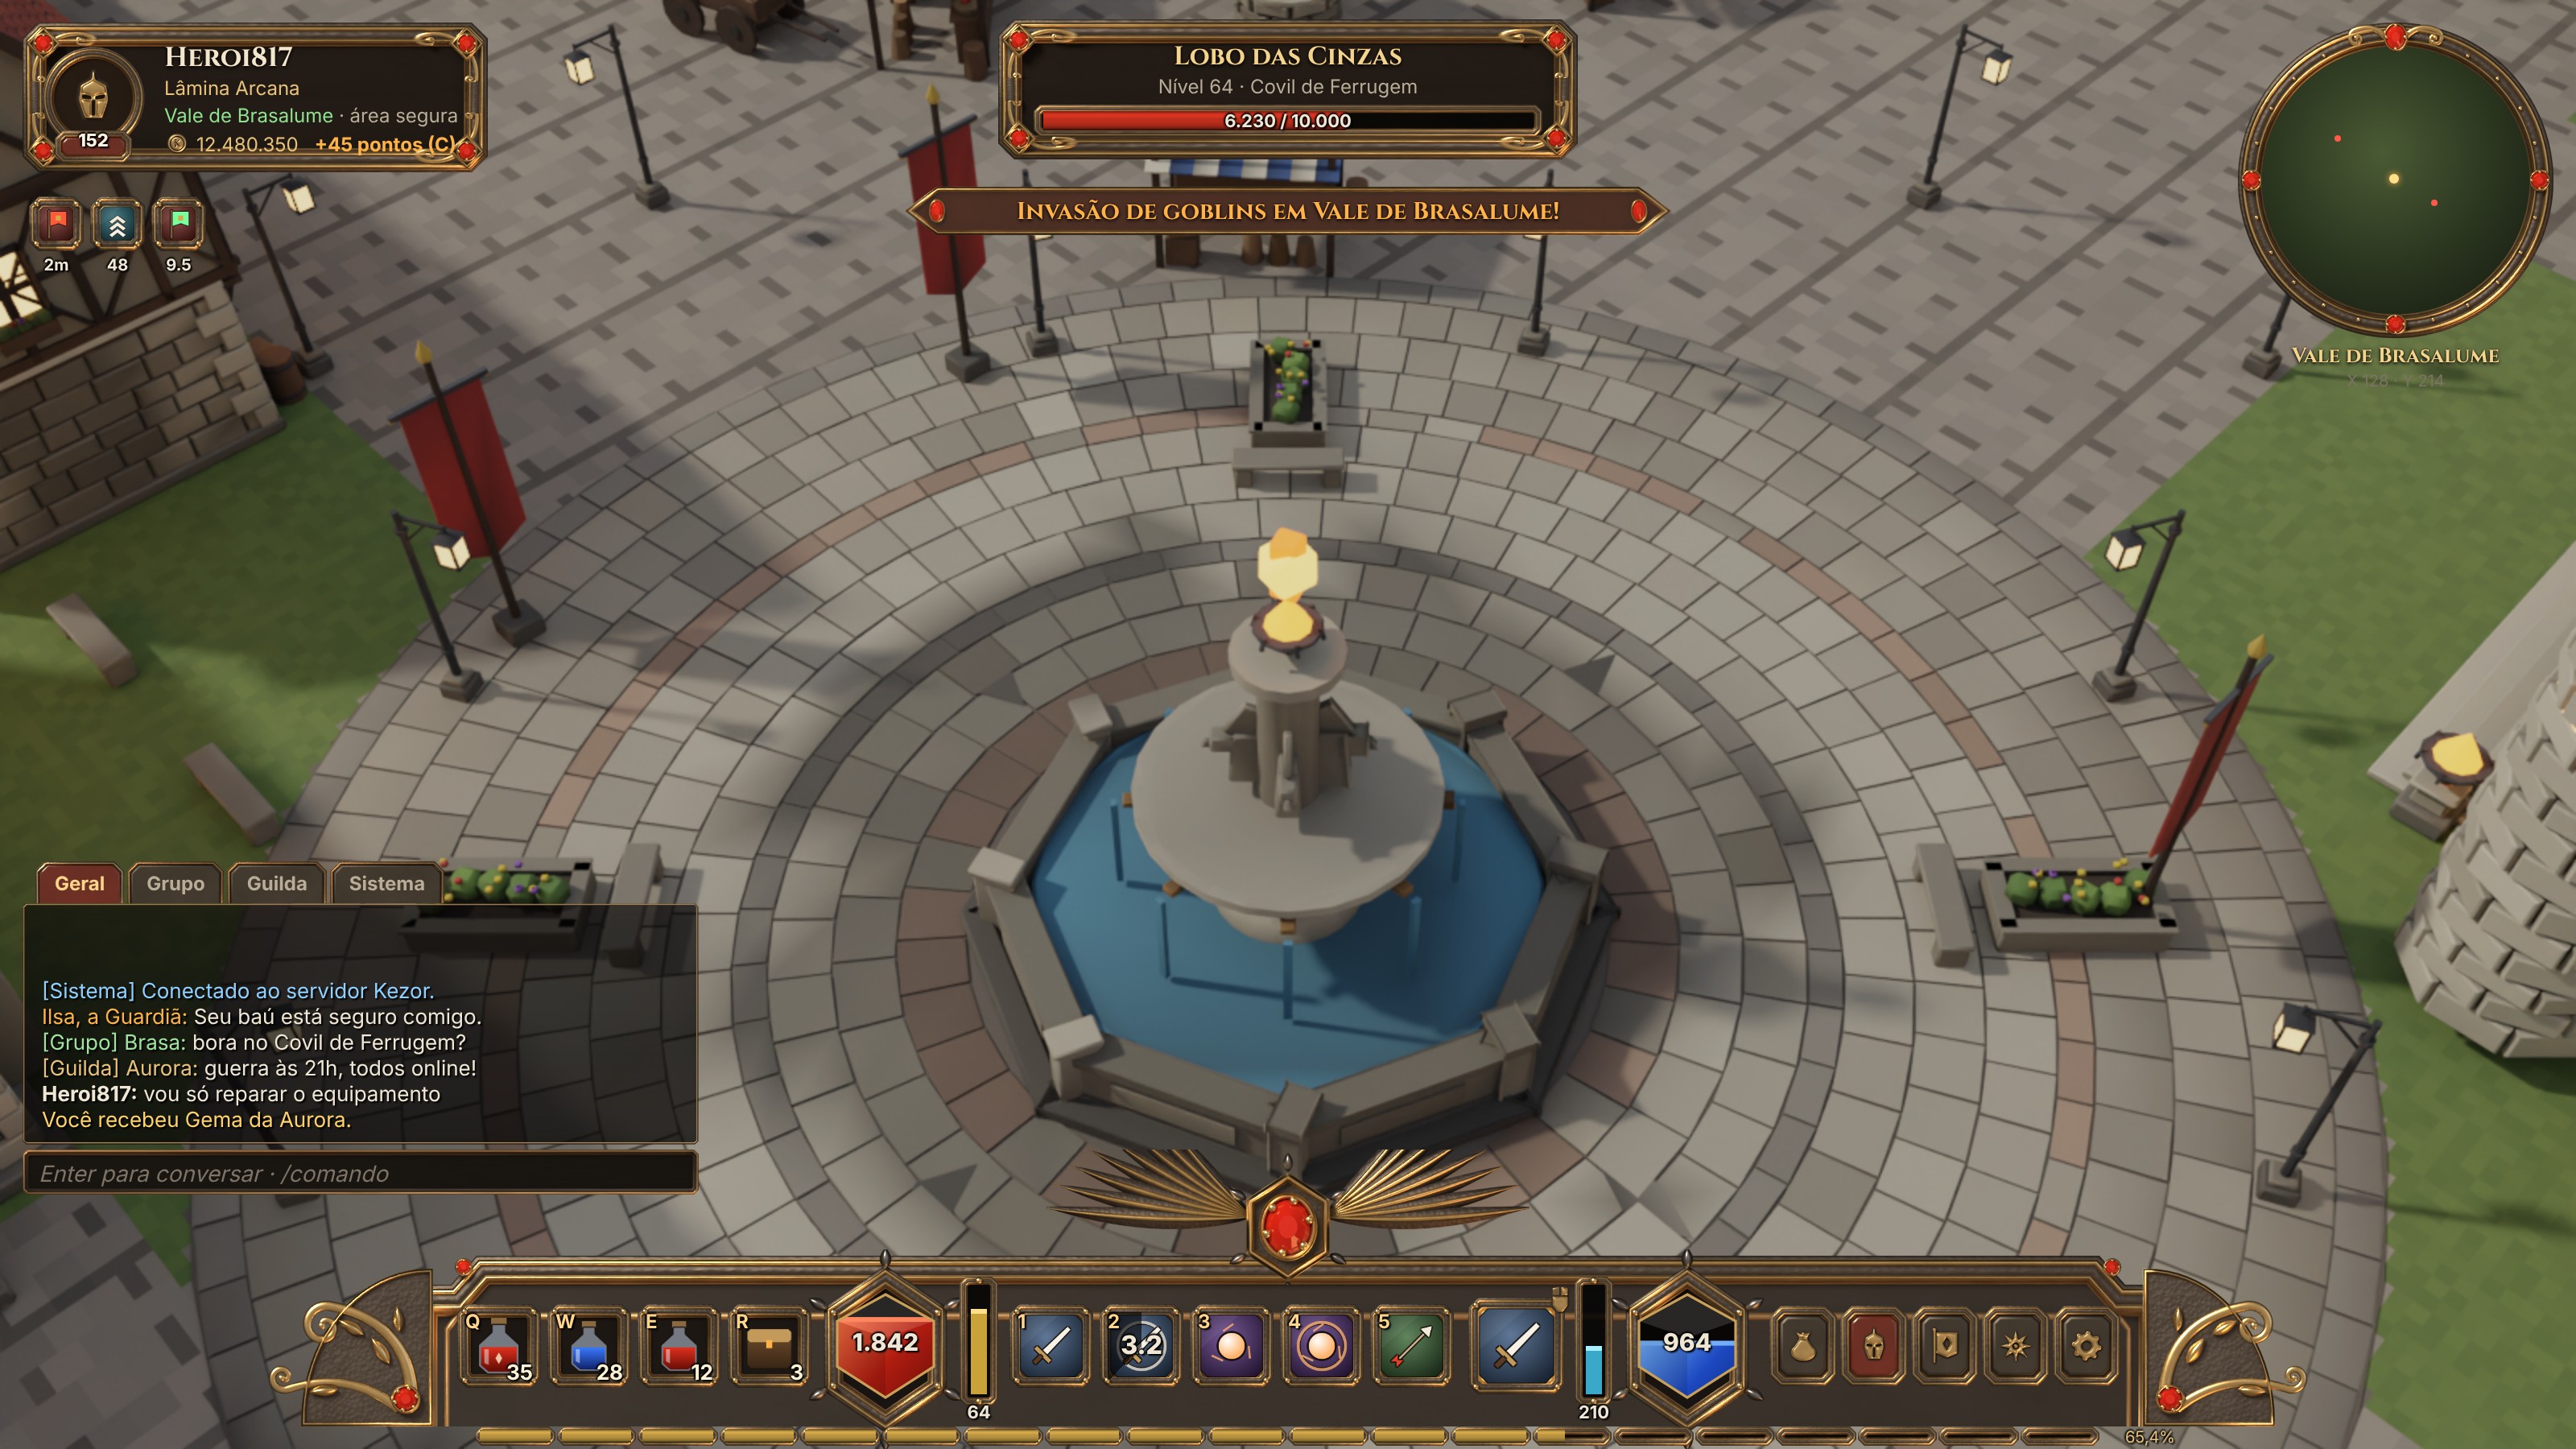 Heroi817
Lâmina Arcana
Vale de Brasalume · área segura
152
12.480.350 +45 pontos (C)
2m 48 9.5
Lobo das Cinzas
Nível 64 · Covil de Ferrugem
6.230 / 10.000
Invasão de goblins em Vale de Brasalume!
Vale de Brasalume
X 128 · Y 214
Geral Grupo Guilda Sistema
[Sistema] Conectado ao servidor Kezor.
Ilsa, a Guardiã: Seu baú está seguro comigo.
[Grupo] Brasa: bora no Covil de Ferrugem?
[Guilda] Aurora: guerra às 21h, todos online!
Heroi817: vou só reparar o equipamento
Você recebeu Gema da Aurora.
Enter para conversar · /comando
Q W E R 1 2 3 4 5
35 28 12 3 1.842 3.2 964
64 210
65,4%